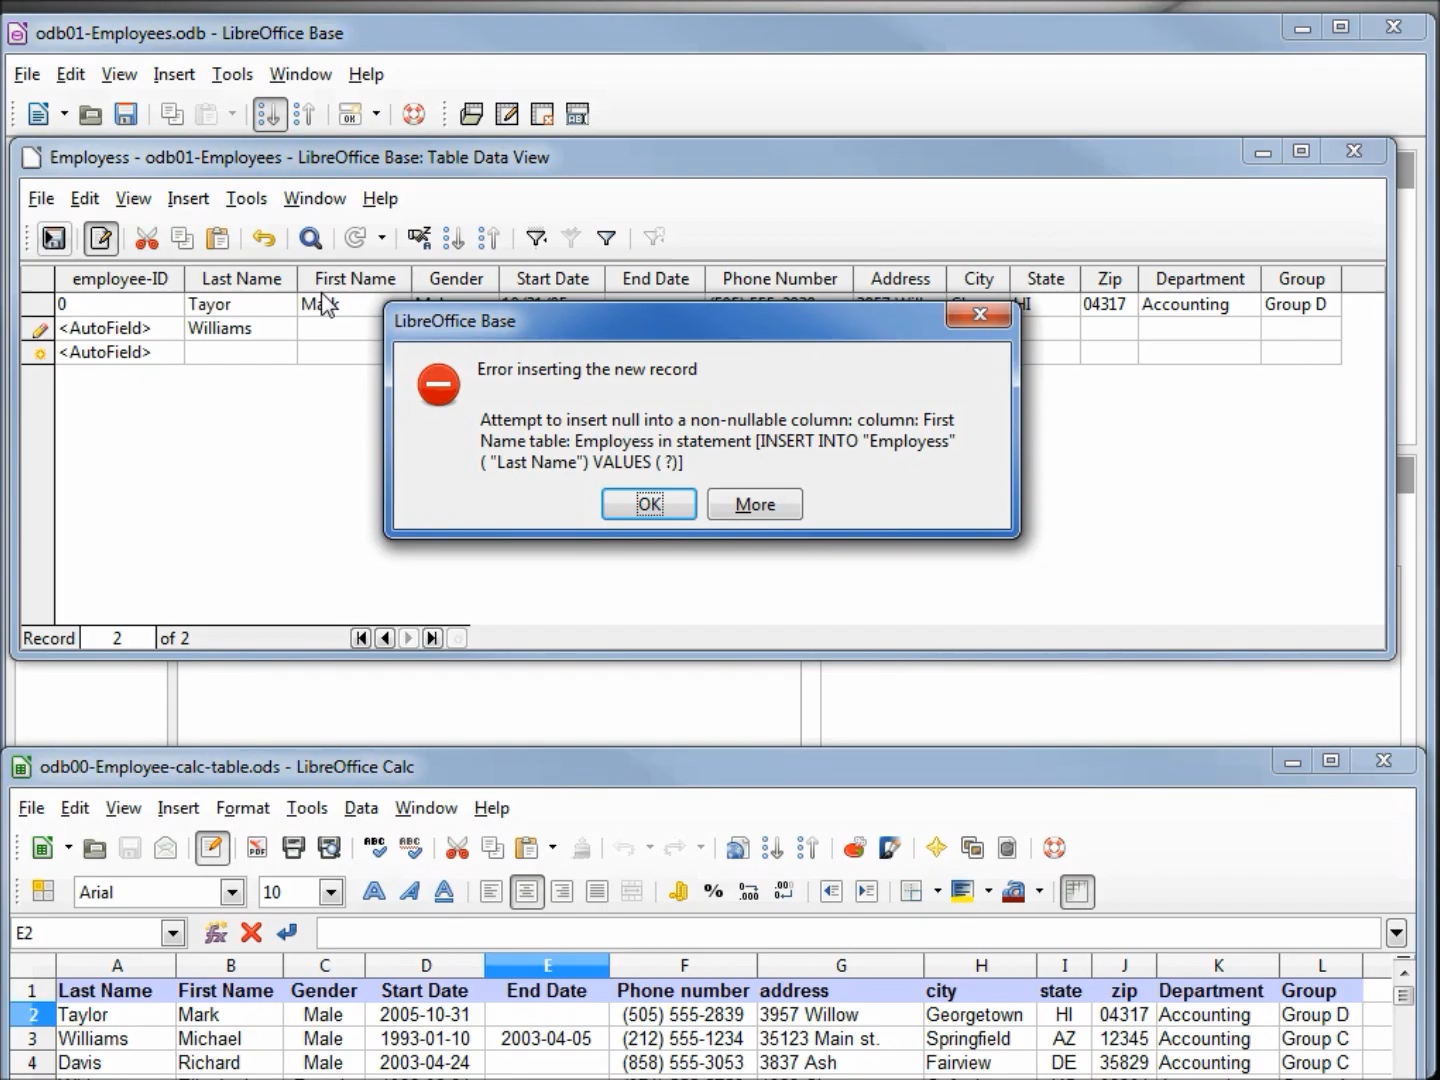 odb01-Employees.odb - LibreOffice Base
File Edit View Insert Tools Window Help
Employess - odb01-Employees - LibreOffice Base: Table Data View
File Edit View Insert Tools Window Help
employee-ID Last Name First Name Gender Start Date End Date Phone Number Address City State Zip Department Group
0 Tayor Mark HI 04317 Accounting Group D
<AutoField> Williams
<AutoField>
LibreOffice Base
Error inserting the new record
Attempt to insert null into a non-nullable column: column: First
Name table: Employess in statement [INSERT INTO "Employess"
( "Last Name") VALUES ( ?)]
OK More
Record 2 of 2
odb00-Employee-calc-table.ods - LibreOffice Calc
File Edit View Insert Format Tools Data Window Help
Arial 10
E2
A B C D E F G H I J K L
1 Last Name First Name Gender Start Date End Date Phone number address city state zip Department Group
2 Taylor Mark Male 2005-10-31 (505) 555-2839 3957 Willow Georgetown HI 04317 Accounting Group D
3 Williams Michael Male 1993-01-10 2003-04-05 (212) 555-1234 35123 Main st. Springfield AZ 12345 Accounting Group C
4 Davis Richard Male 2003-04-24 (858) 555-3053 3837 Ash Fairview DE 35829 Accounting Group C